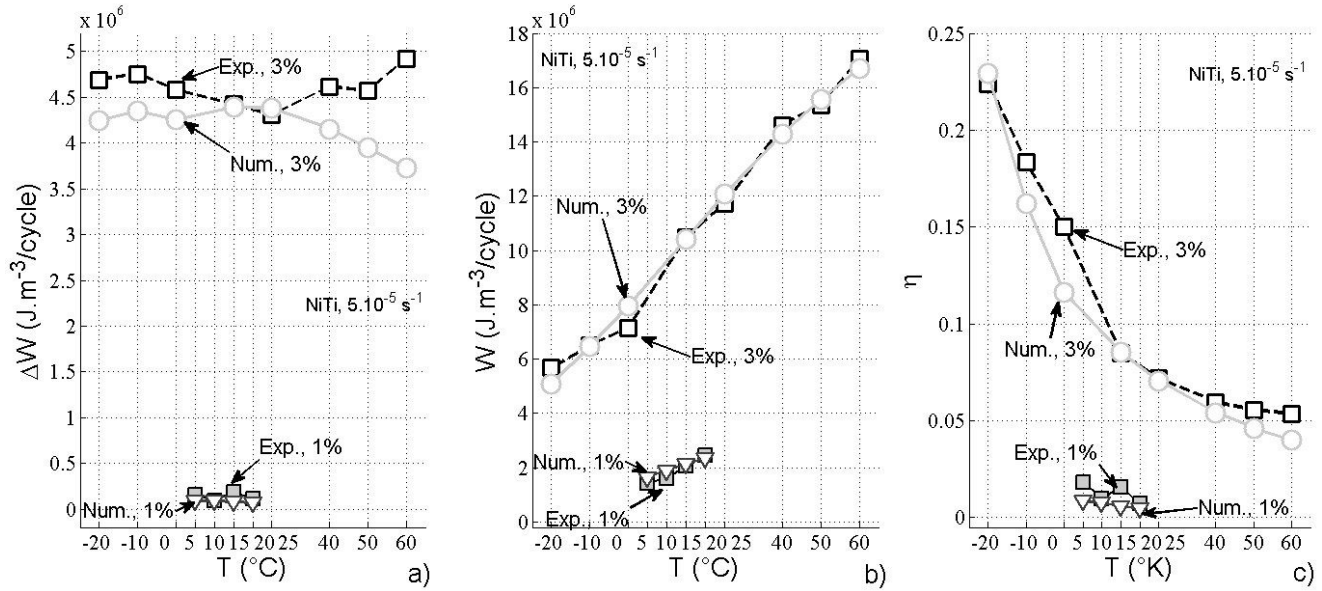 x 10⁶
5
4.5
4
3.5
3
2.5
2
1.5
1
0.5
0
ΔW (J.m⁻³/cycle)
Exp., 3%
Num., 3%
NiTi, 5.10⁻⁵ s⁻¹
Exp., 1%
Num., 1%
-20 -10 0 5 10 15 20 25 40 50 60
T (°C)
a)
x 10⁶
18
16
14
12
10
8
6
4
2
0
W (J.m⁻³/cycle)
NiTi, 5.10⁻⁵ s⁻¹
Num., 3%
Exp., 3%
Num., 1%
Exp., 1%
-20 -10 0 5 10 15 20 25 40 50 60
T (°C)
b)
0.25
0.2
0.15
0.1
0.05
0
η
NiTi, 5.10⁻⁵ s⁻¹
Exp., 3%
Num., 3%
Exp., 1%
Num., 1%
-20 -10 0 5 10 15 20 25 40 50 60
T (°K)
c)